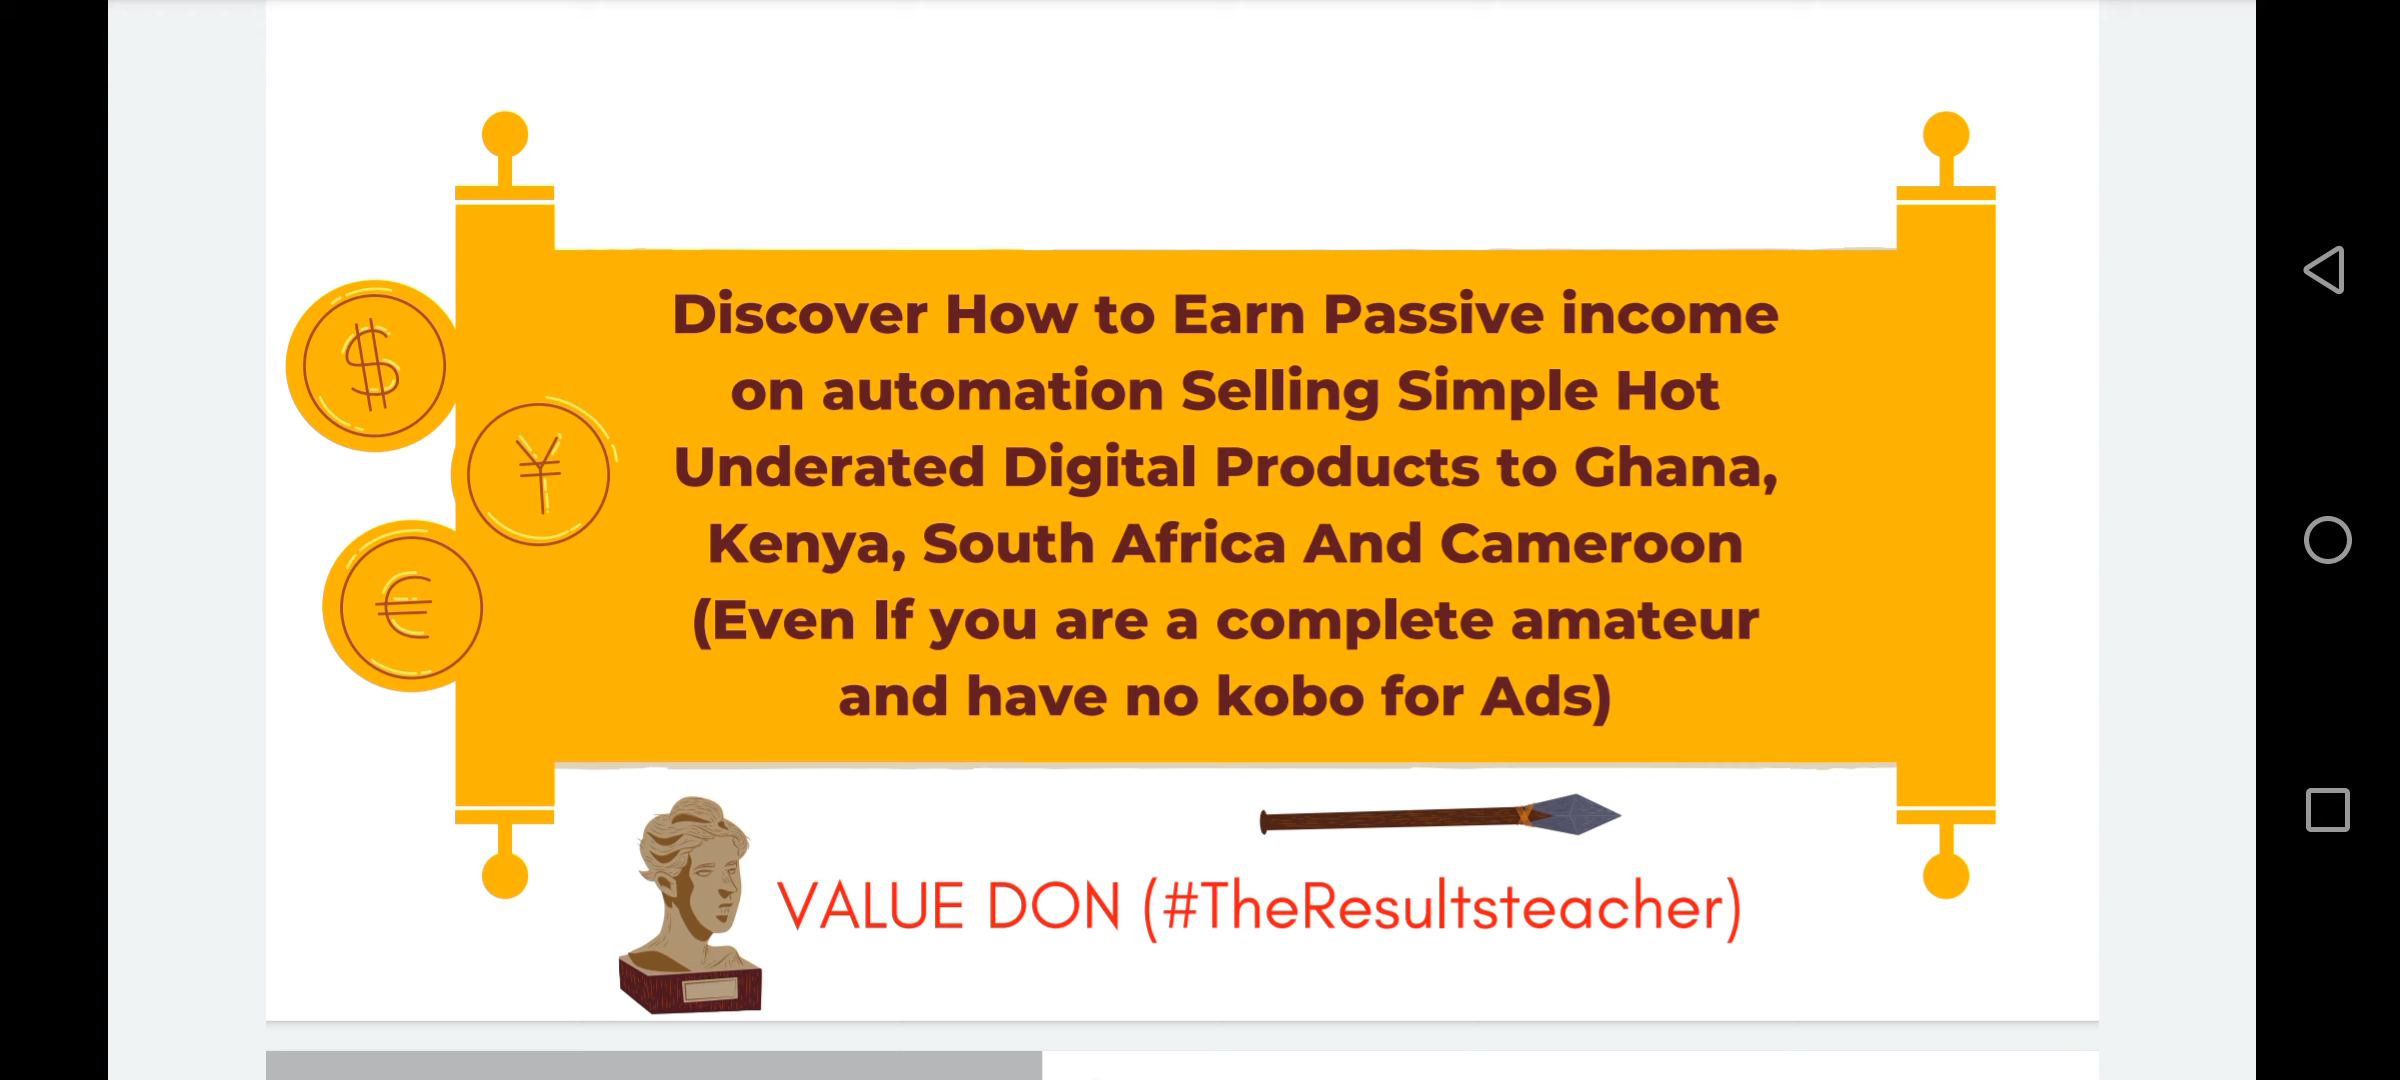 Discover How to Earn Passive income
on automation Selling Simple Hot
Underated Digital Products to Ghana,
Kenya, South Africa And Cameroon
(Even If you are a complete amateur
and have no kobo for Ads)
VALUE DON (#TheResultsteacher)